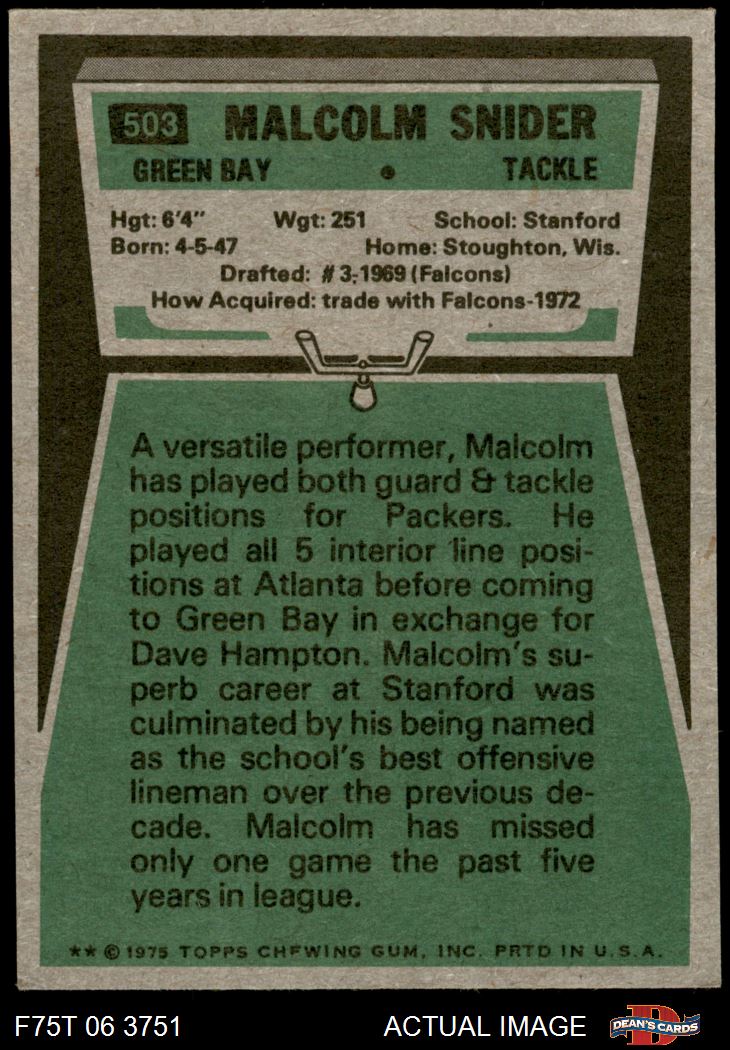 503 MALCOLM SNIDER
GREEN BAY • TACKLE
Hgt: 6'4" Wgt: 251 School: Stanford
Born: 4-5-47 Home: Stoughton, Wis.
Drafted: #3-1969 (Falcons)
How Acquired: trade with Falcons-1972
A versatile performer, Malcolm
has played both guard & tackle
positions for Packers. He
played all 5 interior line posi-
tions at Atlanta before coming
to Green Bay in exchange for
Dave Hampton. Malcolm's su-
perb career at Stanford was
culminated by his being named
as the school's best offensive
lineman over the previous de-
cade. Malcolm has missed
only one game the past five
years in league.
** © 1975 TOPPS CHEWING GUM, INC. PRTD IN U.S.A.
F75T 06 3751 ACTUAL IMAGE D DEAN'S CARDS